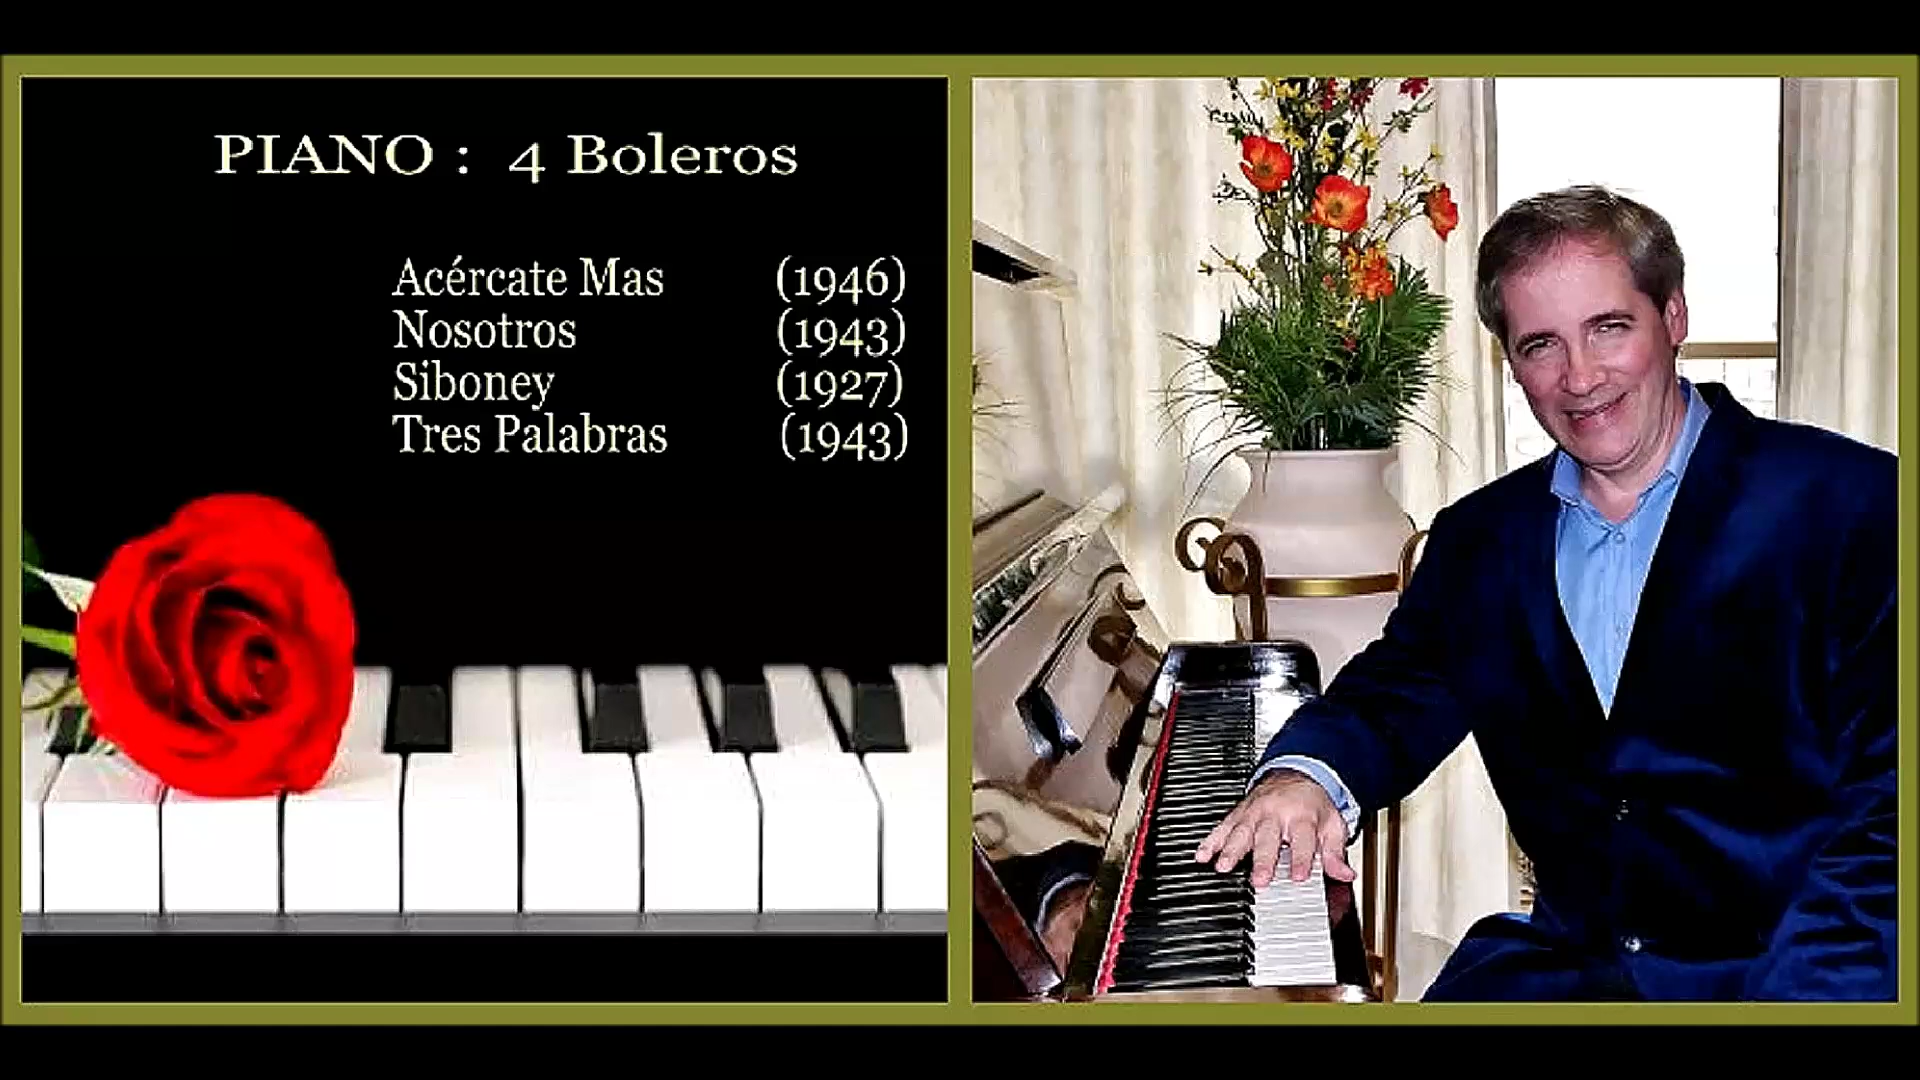 PIANO : 4 Boleros
Acércate Mas (1946)
Nosotros (1943)
Siboney (1927)
Tres Palabras (1943)